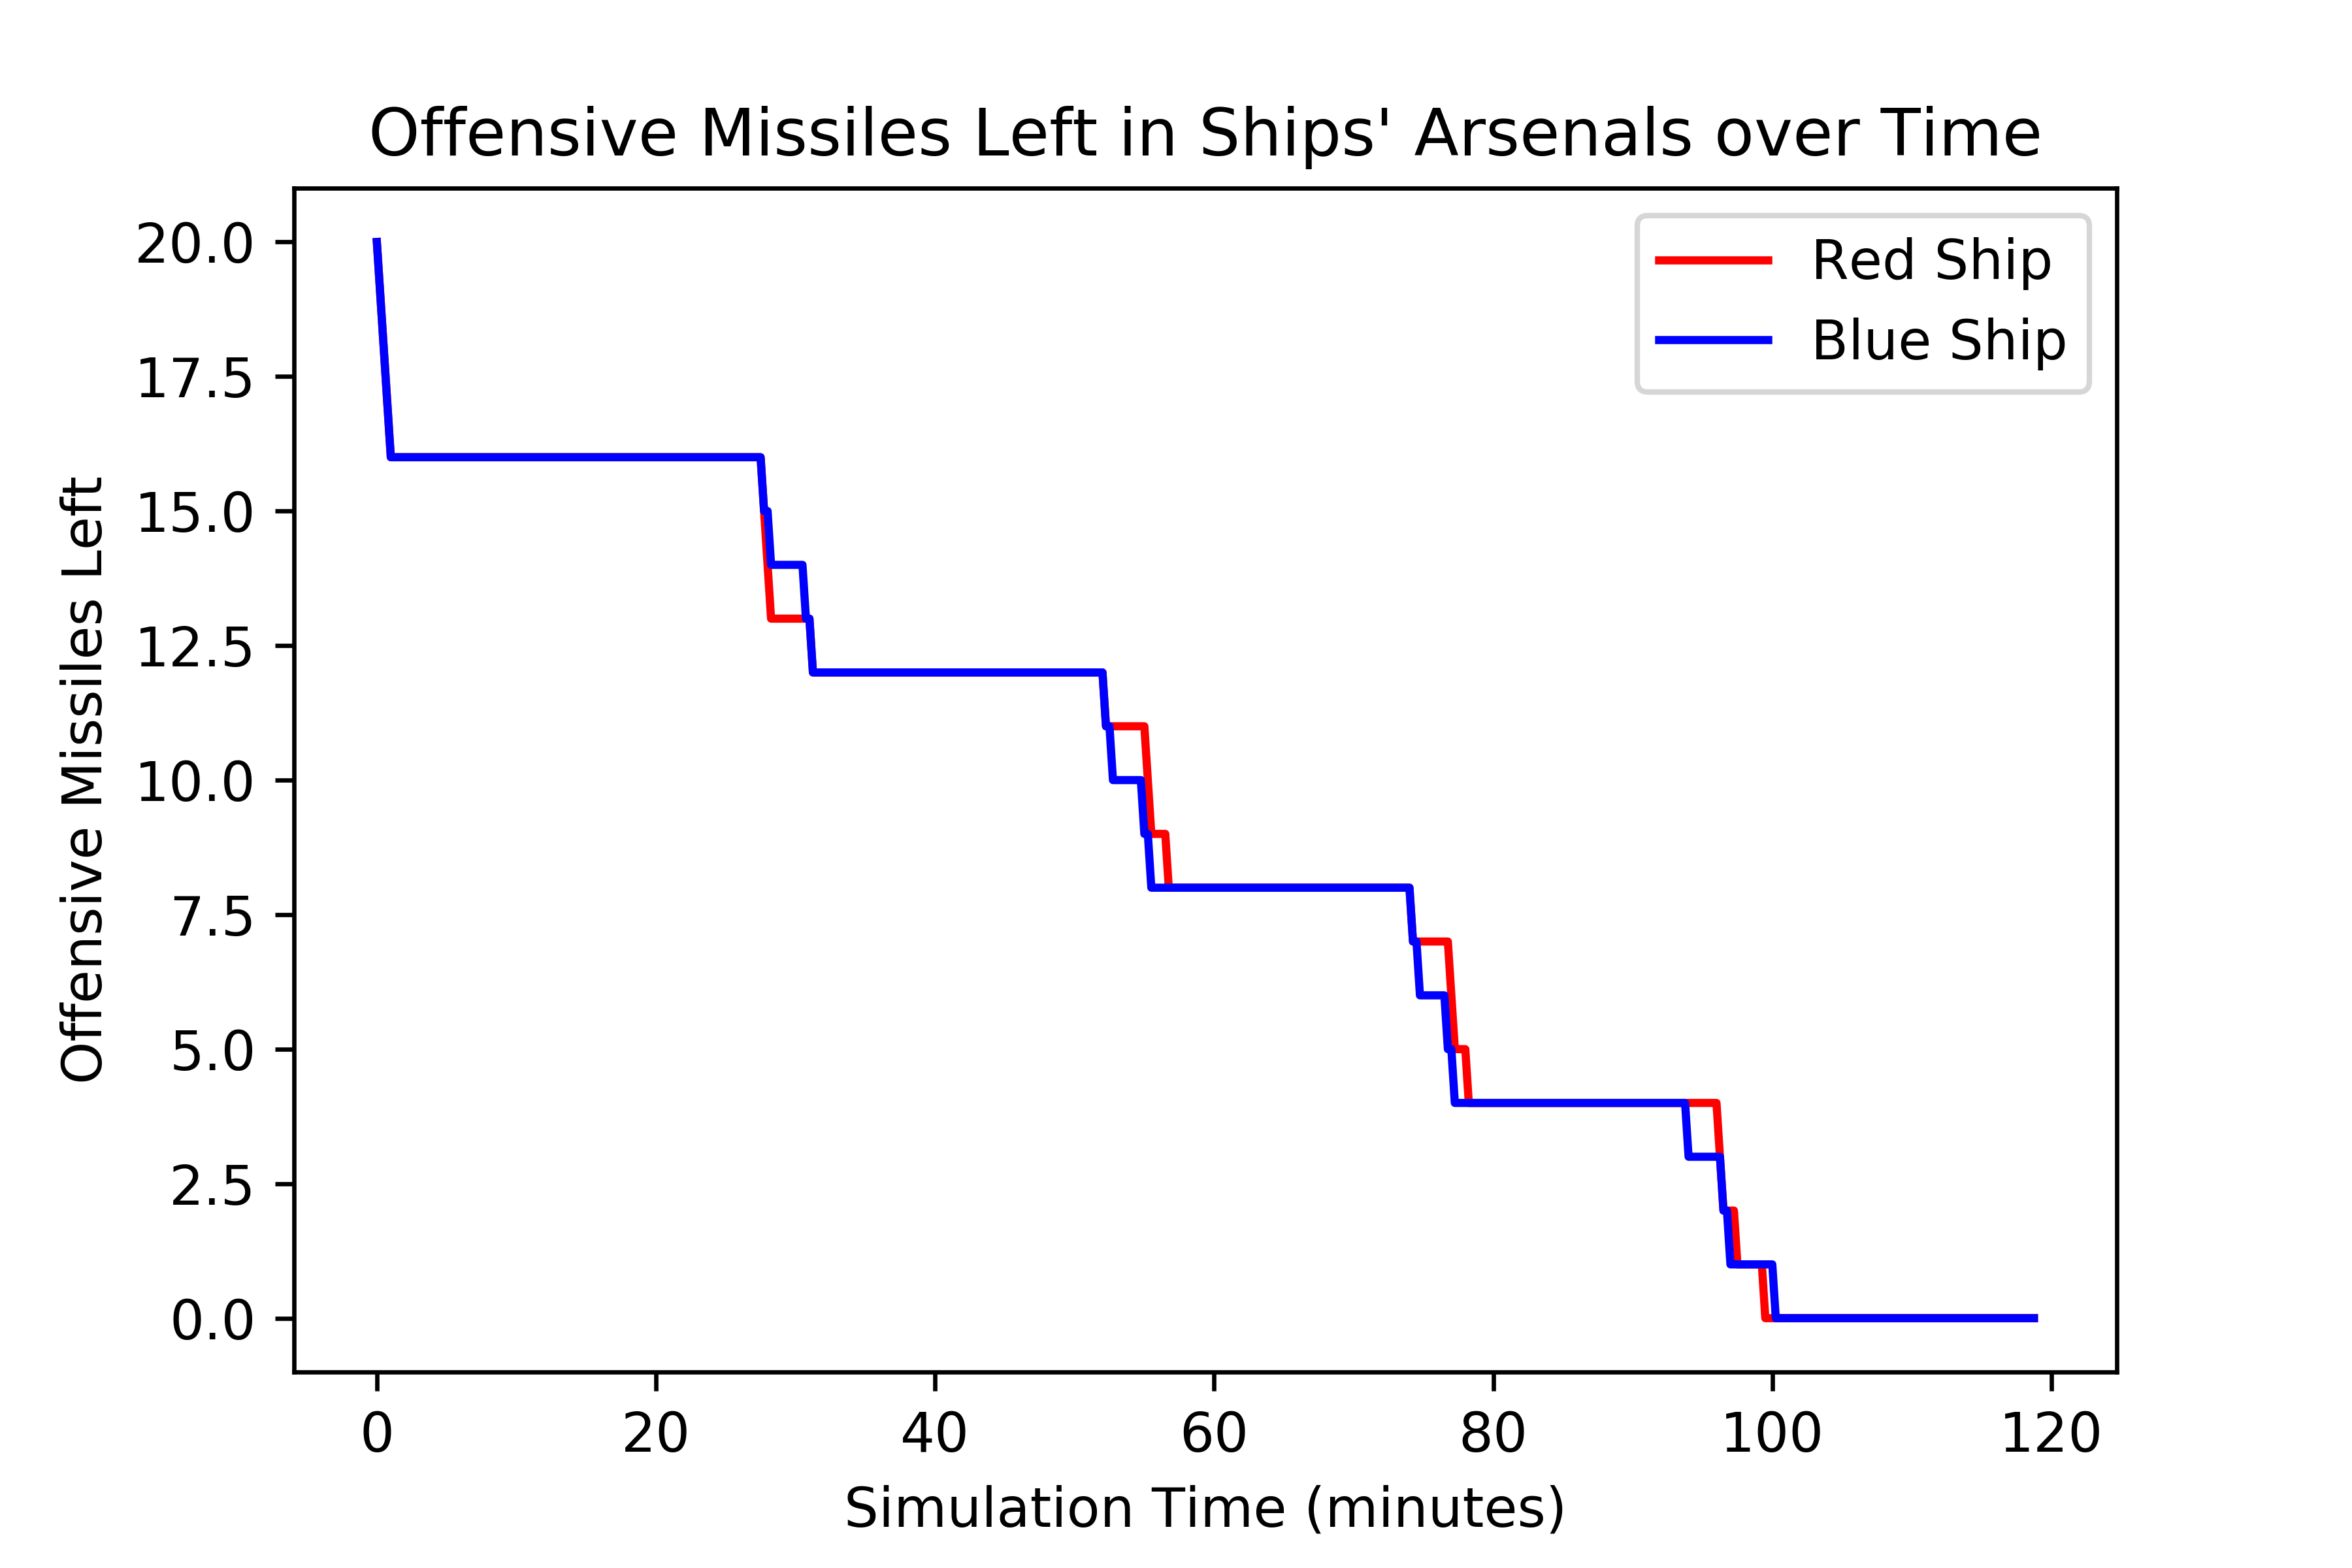 Offensive Missiles Left in Ships' Arsenals over Time
Red Ship
Blue Ship
Offensive Missiles Left
20.0
17.5
15.0
12.5
10.0
7.5
5.0
2.5
0.0
0 20 40 60 80 100 120
Simulation Time (minutes)